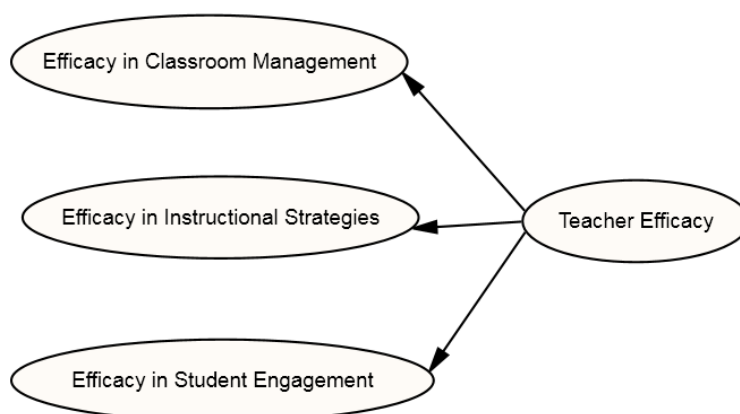 Efficacy in Classroom Management
Efficacy in Instructional Strategies
Teacher Efficacy
Efficacy in Student Engagement